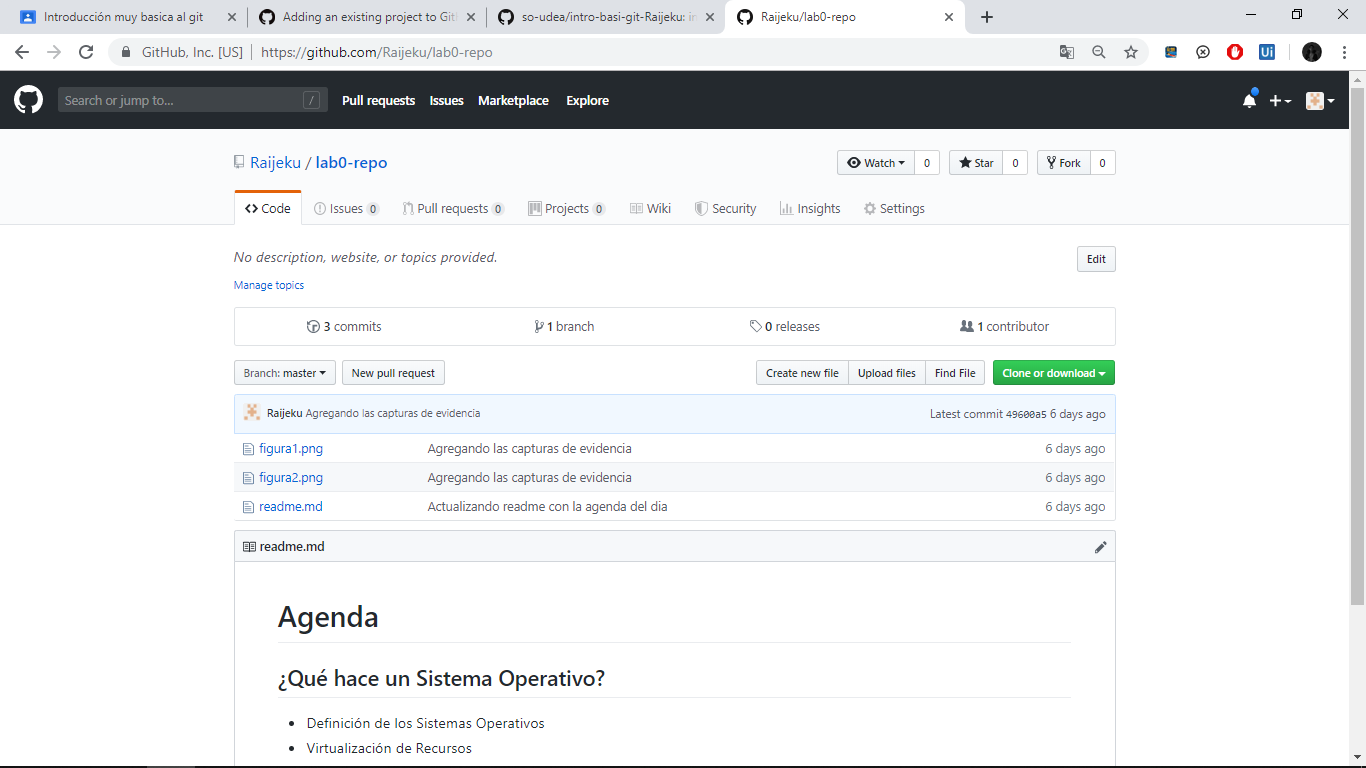 Introducción muy basica al git
Adding an existing project to Git
so-udea/intro-basi-git-Raijeku: in
Raijeku/lab0-repo
GitHub, Inc. [US] https://github.com/Raijeku/lab0-repo
Ui
Search or jump to... /
Pull requests Issues Marketplace Explore
Raijeku / lab0-repo
Watch 0 Star 0 Fork 0
Code Issues 0 Pull requests 0 Projects 0 Wiki Security Insights Settings
No description, website, or topics provided.
Edit
Manage topics
3 commits 1 branch 0 releases 1 contributor
Branch: master New pull request Create new file Upload files Find File Clone or download
Raijeku Agregando las capturas de evidencia Latest commit 49600a5 6 days ago
figura1.png Agregando las capturas de evidencia 6 days ago
figura2.png Agregando las capturas de evidencia 6 days ago
readme.md Actualizando readme con la agenda del dia 6 days ago
readme.md
Agenda
¿Qué hace un Sistema Operativo?
• Definición de los Sistemas Operativos
• Virtualización de Recursos